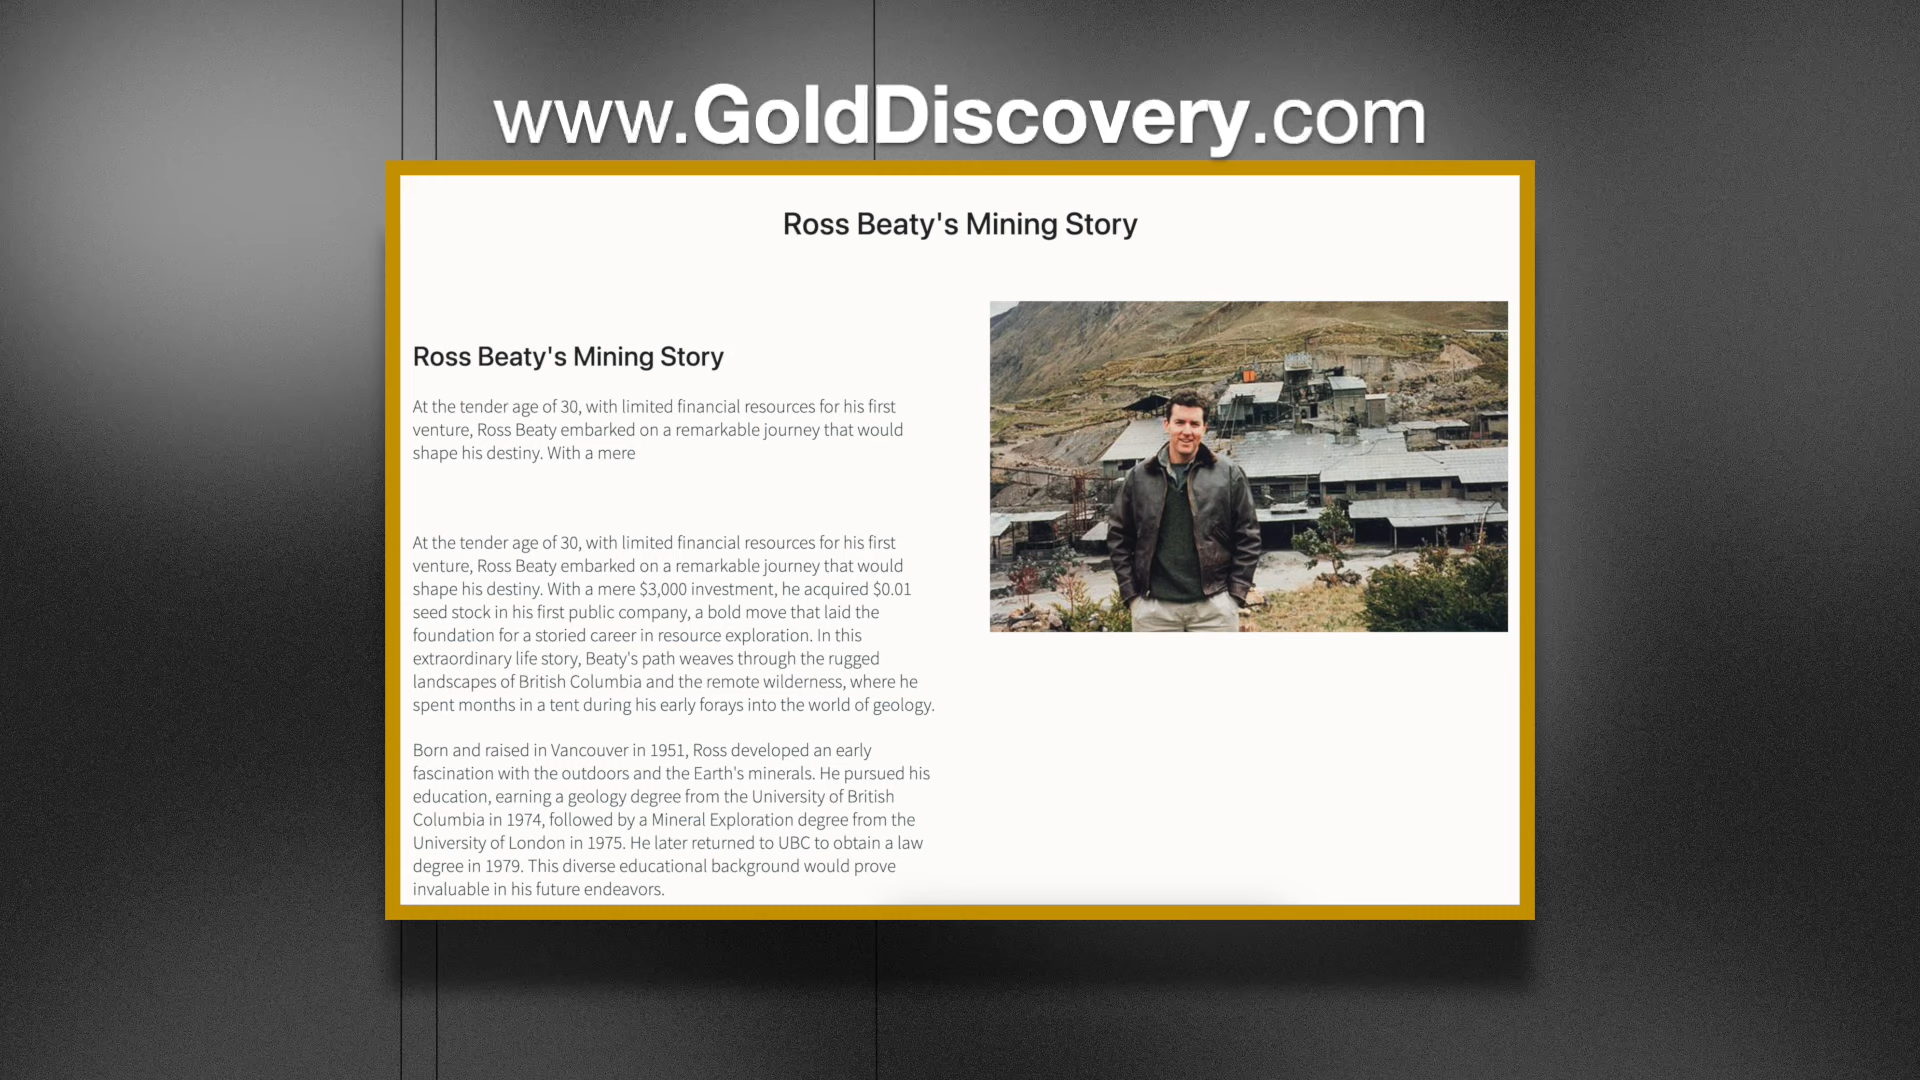 www.GoldDiscovery.com
Ross Beaty's Mining Story
Ross Beaty's Mining Story
At the tender age of 30, with limited financial resources for his first
venture, Ross Beaty embarked on a remarkable journey that would
shape his destiny. With a mere
At the tender age of 30, with limited financial resources for his first
venture, Ross Beaty embarked on a remarkable journey that would
shape his destiny. With a mere $3,000 investment, he acquired $0.01
seed stock in his first public company, a bold move that laid the
foundation for a storied career in resource exploration. In this
extraordinary life story, Beaty's path weaves through the rugged
landscapes of British Columbia and the remote wilderness, where he
spent months in a tent during his early forays into the world of geology.
Born and raised in Vancouver in 1951, Ross developed an early
fascination with the outdoors and the Earth's minerals. He pursued his
education, earning a geology degree from the University of British
Columbia in 1974, followed by a Mineral Exploration degree from the
University of London in 1975. He later returned to UBC to obtain a law
degree in 1979. This diverse educational background would prove
invaluable in his future endeavors.